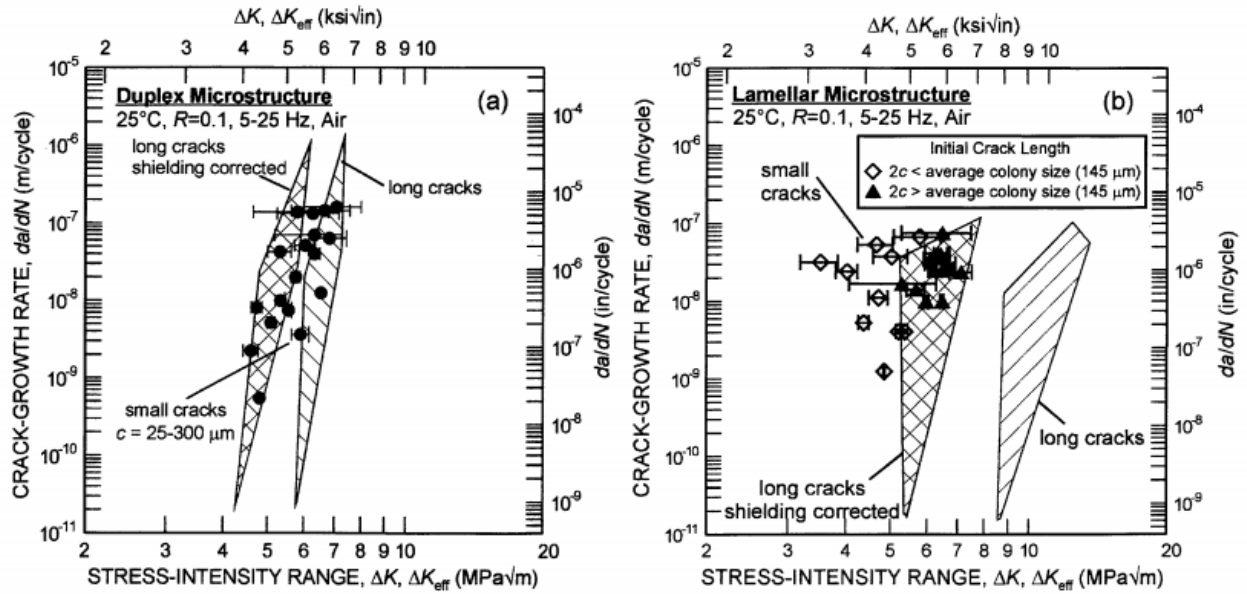 ΔK, ΔK_eff (ksi√in)
2 3 4 5 6 7 8 9 10
10⁻⁵
10⁻⁶
10⁻⁷
10⁻⁸
10⁻⁹
10⁻¹⁰
10⁻¹¹
CRACK-GROWTH RATE, da/dN (m/cycle)
Duplex Microstructure
(a)
25°C, R=0.1, 5-25 Hz, Air
long cracks
shielding corrected
long cracks
small cracks
c = 25-300 μm
10⁻⁴
10⁻⁵
10⁻⁶
10⁻⁷
10⁻⁸
10⁻⁹
da/dN (in/cycle)
2 3 4 5 6 7 8 9 10 20
STRESS-INTENSITY RANGE, ΔK, ΔK_eff (MPa√m)
ΔK, ΔK_eff (ksi√in)
2 3 4 5 6 7 8 9 10
10⁻⁵
10⁻⁶
10⁻⁷
10⁻⁸
10⁻⁹
10⁻¹⁰
10⁻¹¹
CRACK-GROWTH RATE, da/dN (m/cycle)
Lamellar Microstructure
(b)
25°C, R=0.1, 5-25 Hz, Air
Initial Crack Length
2c < average colony size (145 μm)
2c > average colony size (145 μm)
small
cracks
long cracks
long cracks
shielding corrected
10⁻⁴
10⁻⁵
10⁻⁶
10⁻⁷
10⁻⁸
10⁻⁹
da/dN (in/cycle)
2 3 4 5 6 7 8 9 10 20
STRESS-INTENSITY RANGE, ΔK, ΔK_eff (MPa√m)